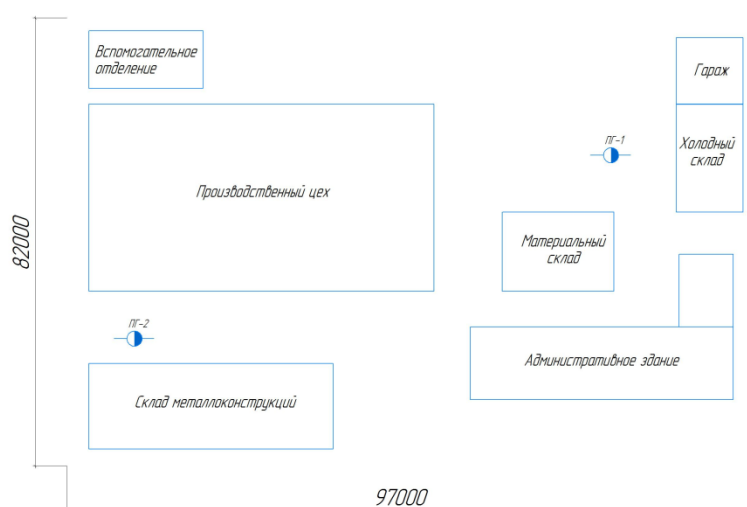 Вспомогательное
отделение
Гараж
ПГ-1
Холодный
склад
Производственный цех
82000
Материальный
склад
ПГ-2
Административное здание
Склад металлоконструкций
97000